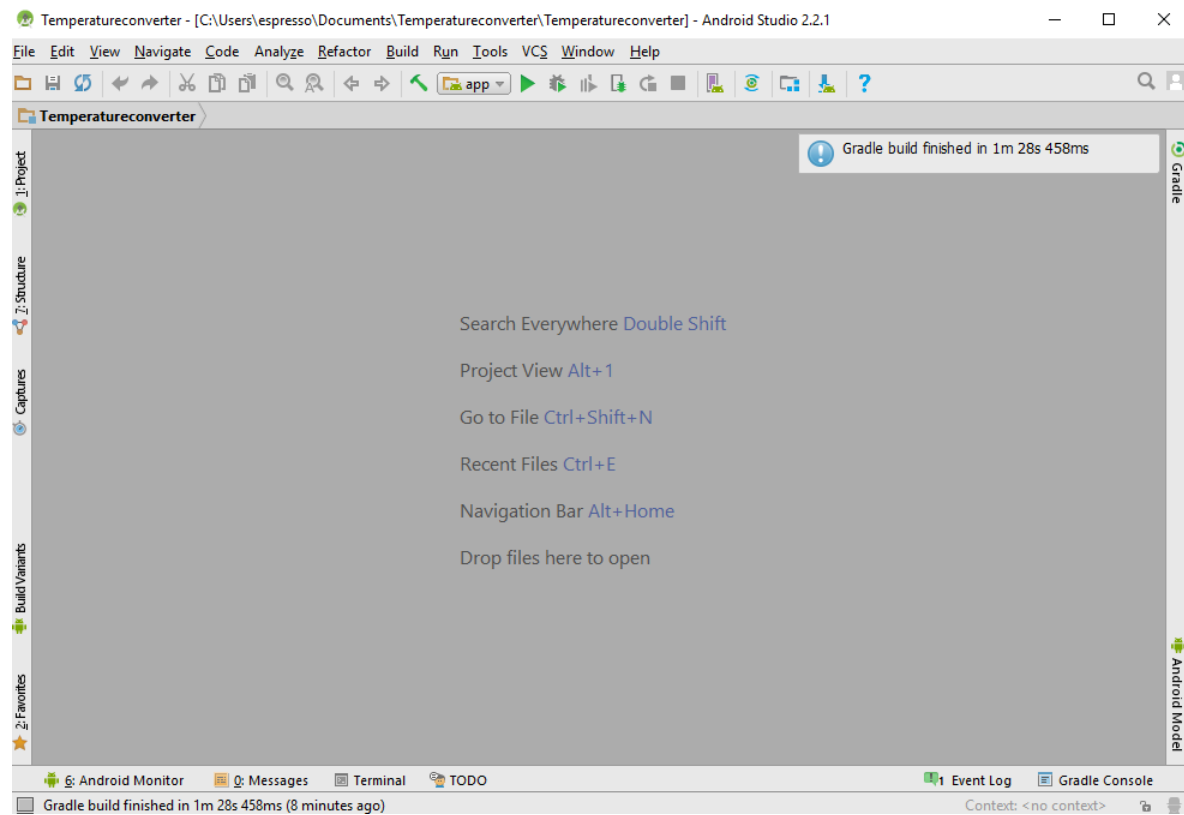 Temperatureconverter - [C:\Users\espresso\Documents\Temperatureconverter\Temperatureconverter] - Android Studio 2.2.1
File Edit View Navigate Code Analyze Refactor Build Run Tools VCS Window Help
app
?
Temperatureconverter
Gradle build finished in 1m 28s 458ms
1: Project
7: Structure
Captures
Build Variants
2: Favorites
Gradle
Android Model
Search Everywhere Double Shift
Project View Alt+1
Go to File Ctrl+Shift+N
Recent Files Ctrl+E
Navigation Bar Alt+Home
Drop files here to open
6: Android Monitor 0: Messages Terminal TODO 1 Event Log Gradle Console
Gradle build finished in 1m 28s 458ms (8 minutes ago) Context: <no context>